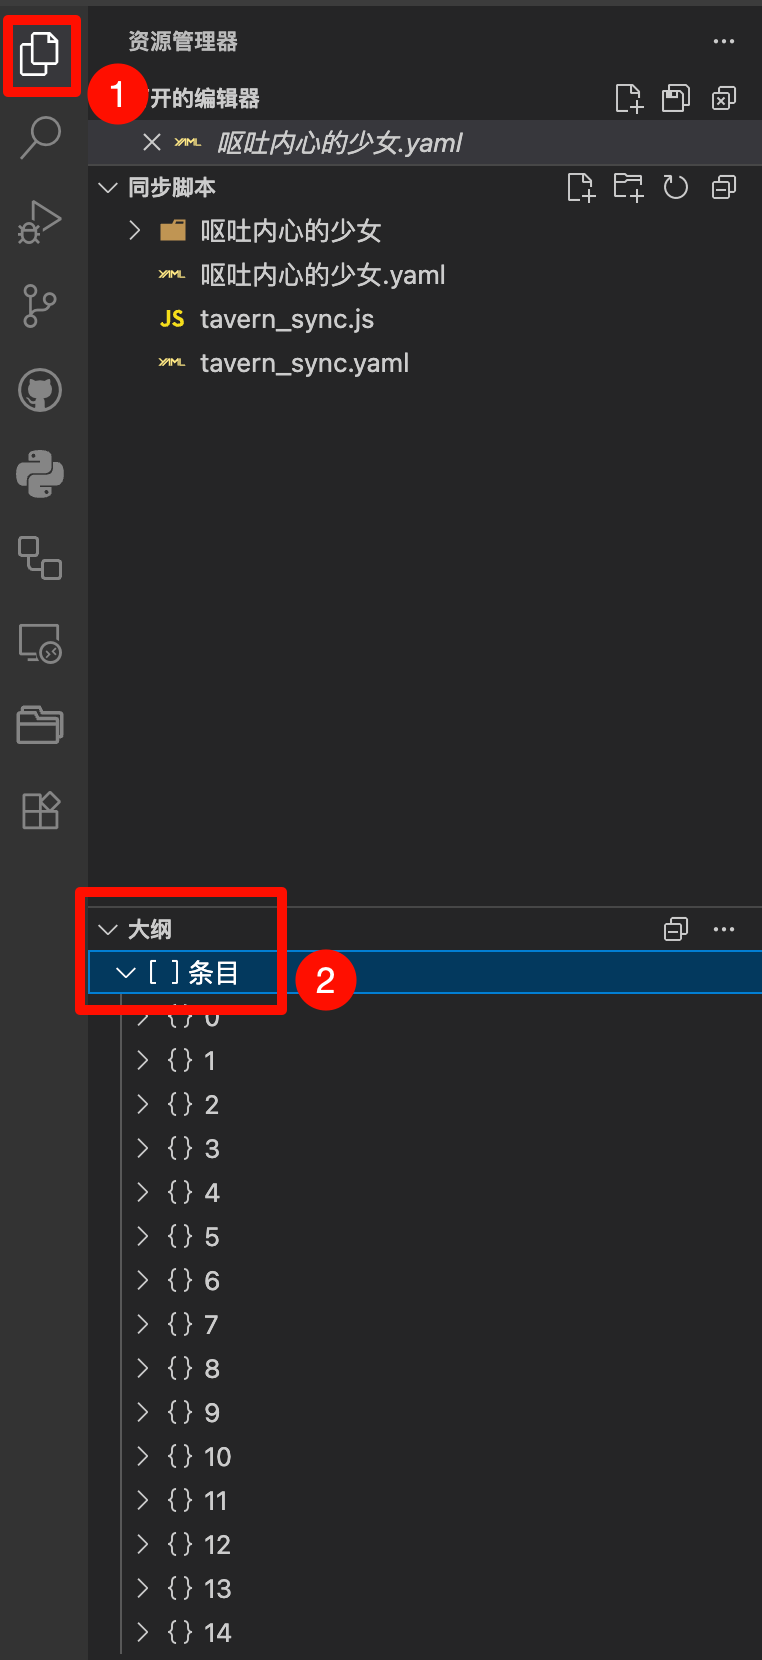 资源管理器
1
开的编辑器
YAML 呕吐内心的少女.yaml
同步脚本
呕吐内心的少女
YAML 呕吐内心的少女.yaml
JS tavern_sync.js
YAML tavern_sync.yaml
大纲
[ ] 条目
2
{} 0
{} 1
{} 2
{} 3
{} 4
{} 5
{} 6
{} 7
{} 8
{} 9
{} 10
{} 11
{} 12
{} 13
{} 14